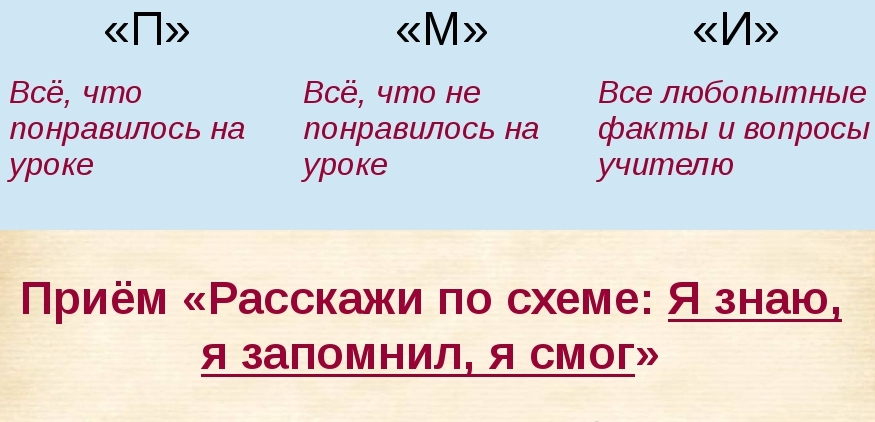 «П» «М» «И»
Всё, что
понравилось на
уроке
Всё, что не
понравилось на
уроке
Все любопытные
факты и вопросы
учителю
Приём «Расскажи по схеме: Я знаю,
я запомнил, я смог»